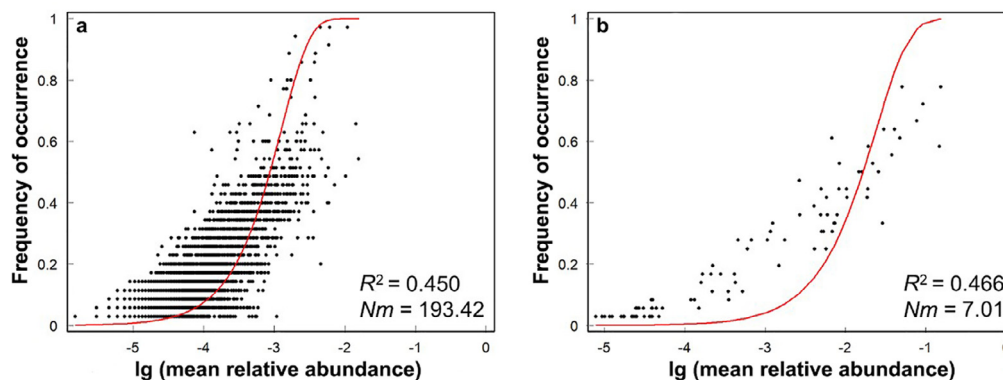 a
Frequency of occurrence
1
0.8
0.6
0.4
0.2
0
R² = 0.450
Nm = 193.42
-5
-4
-3
-2
-1
0
lg (mean relative abundance)
b
Frequency of occurrence
1
0.8
0.6
0.4
0.2
0
R² = 0.466
Nm = 7.01
-5
-4
-3
-2
-1
0
lg (mean relative abundance)